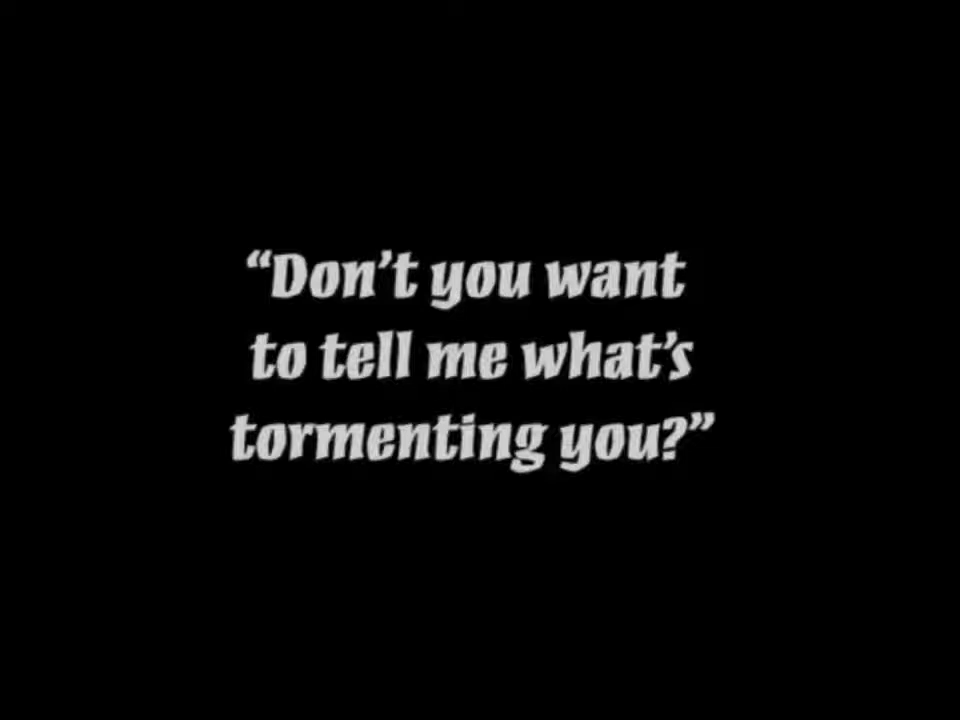 “Don’t you want
to tell me what’s
tormenting you?”